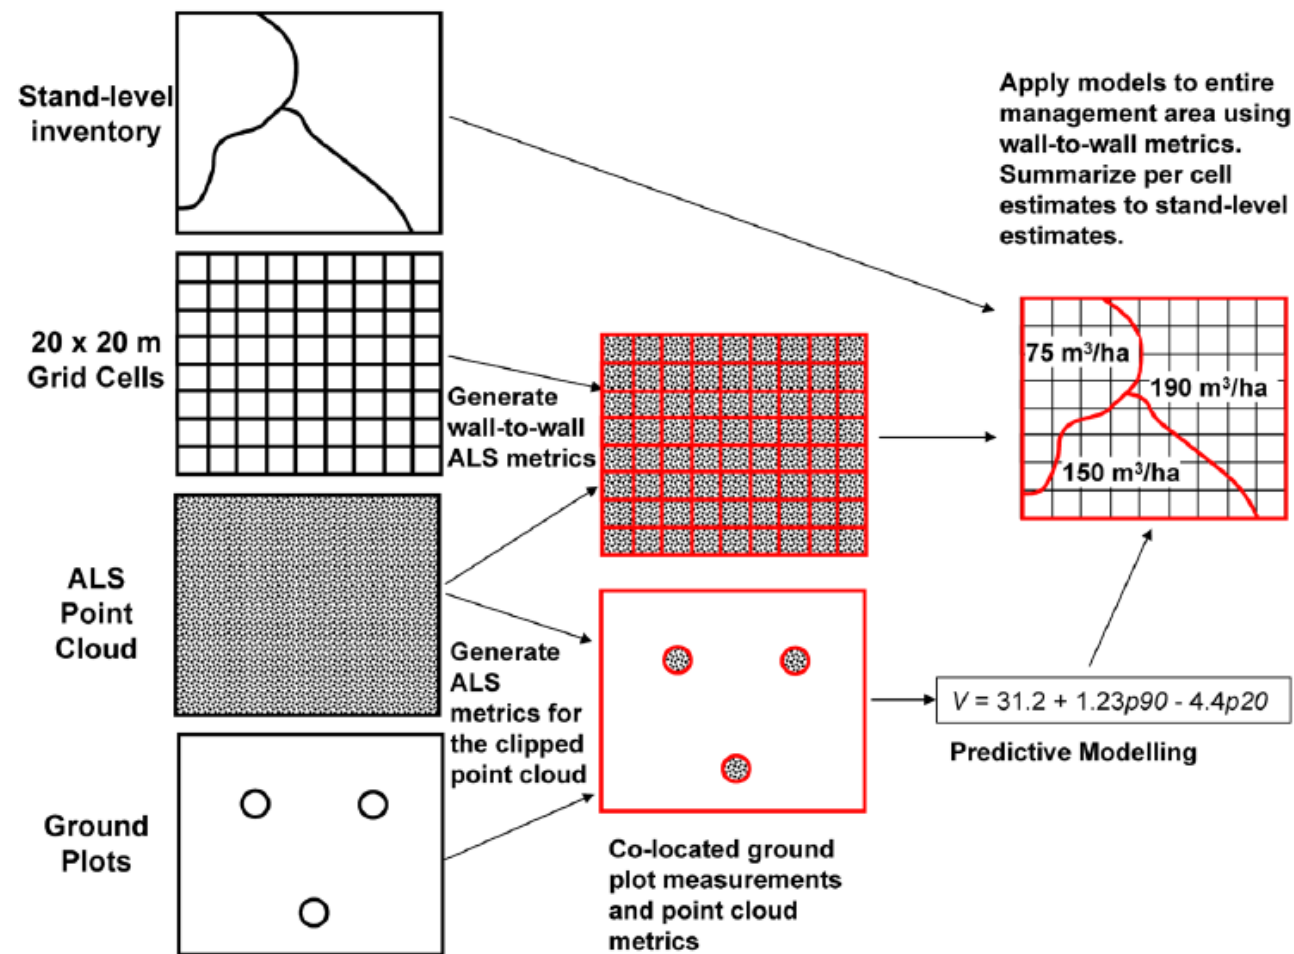 Stand-level
inventory
20 x 20 m
Grid Cells
ALS
Point
Cloud
Ground
Plots
Generate
wall-to-wall
ALS metrics
Generate
ALS
metrics for
the clipped
point cloud
Co-located ground
plot measurements
and point cloud
metrics
Apply models to entire
management area using
wall-to-wall metrics.
Summarize per cell
estimates to stand-level
estimates.
75 m³/ha
190 m³/ha
150 m³/ha
V = 31.2 + 1.23p90 - 4.4p20
Predictive Modelling